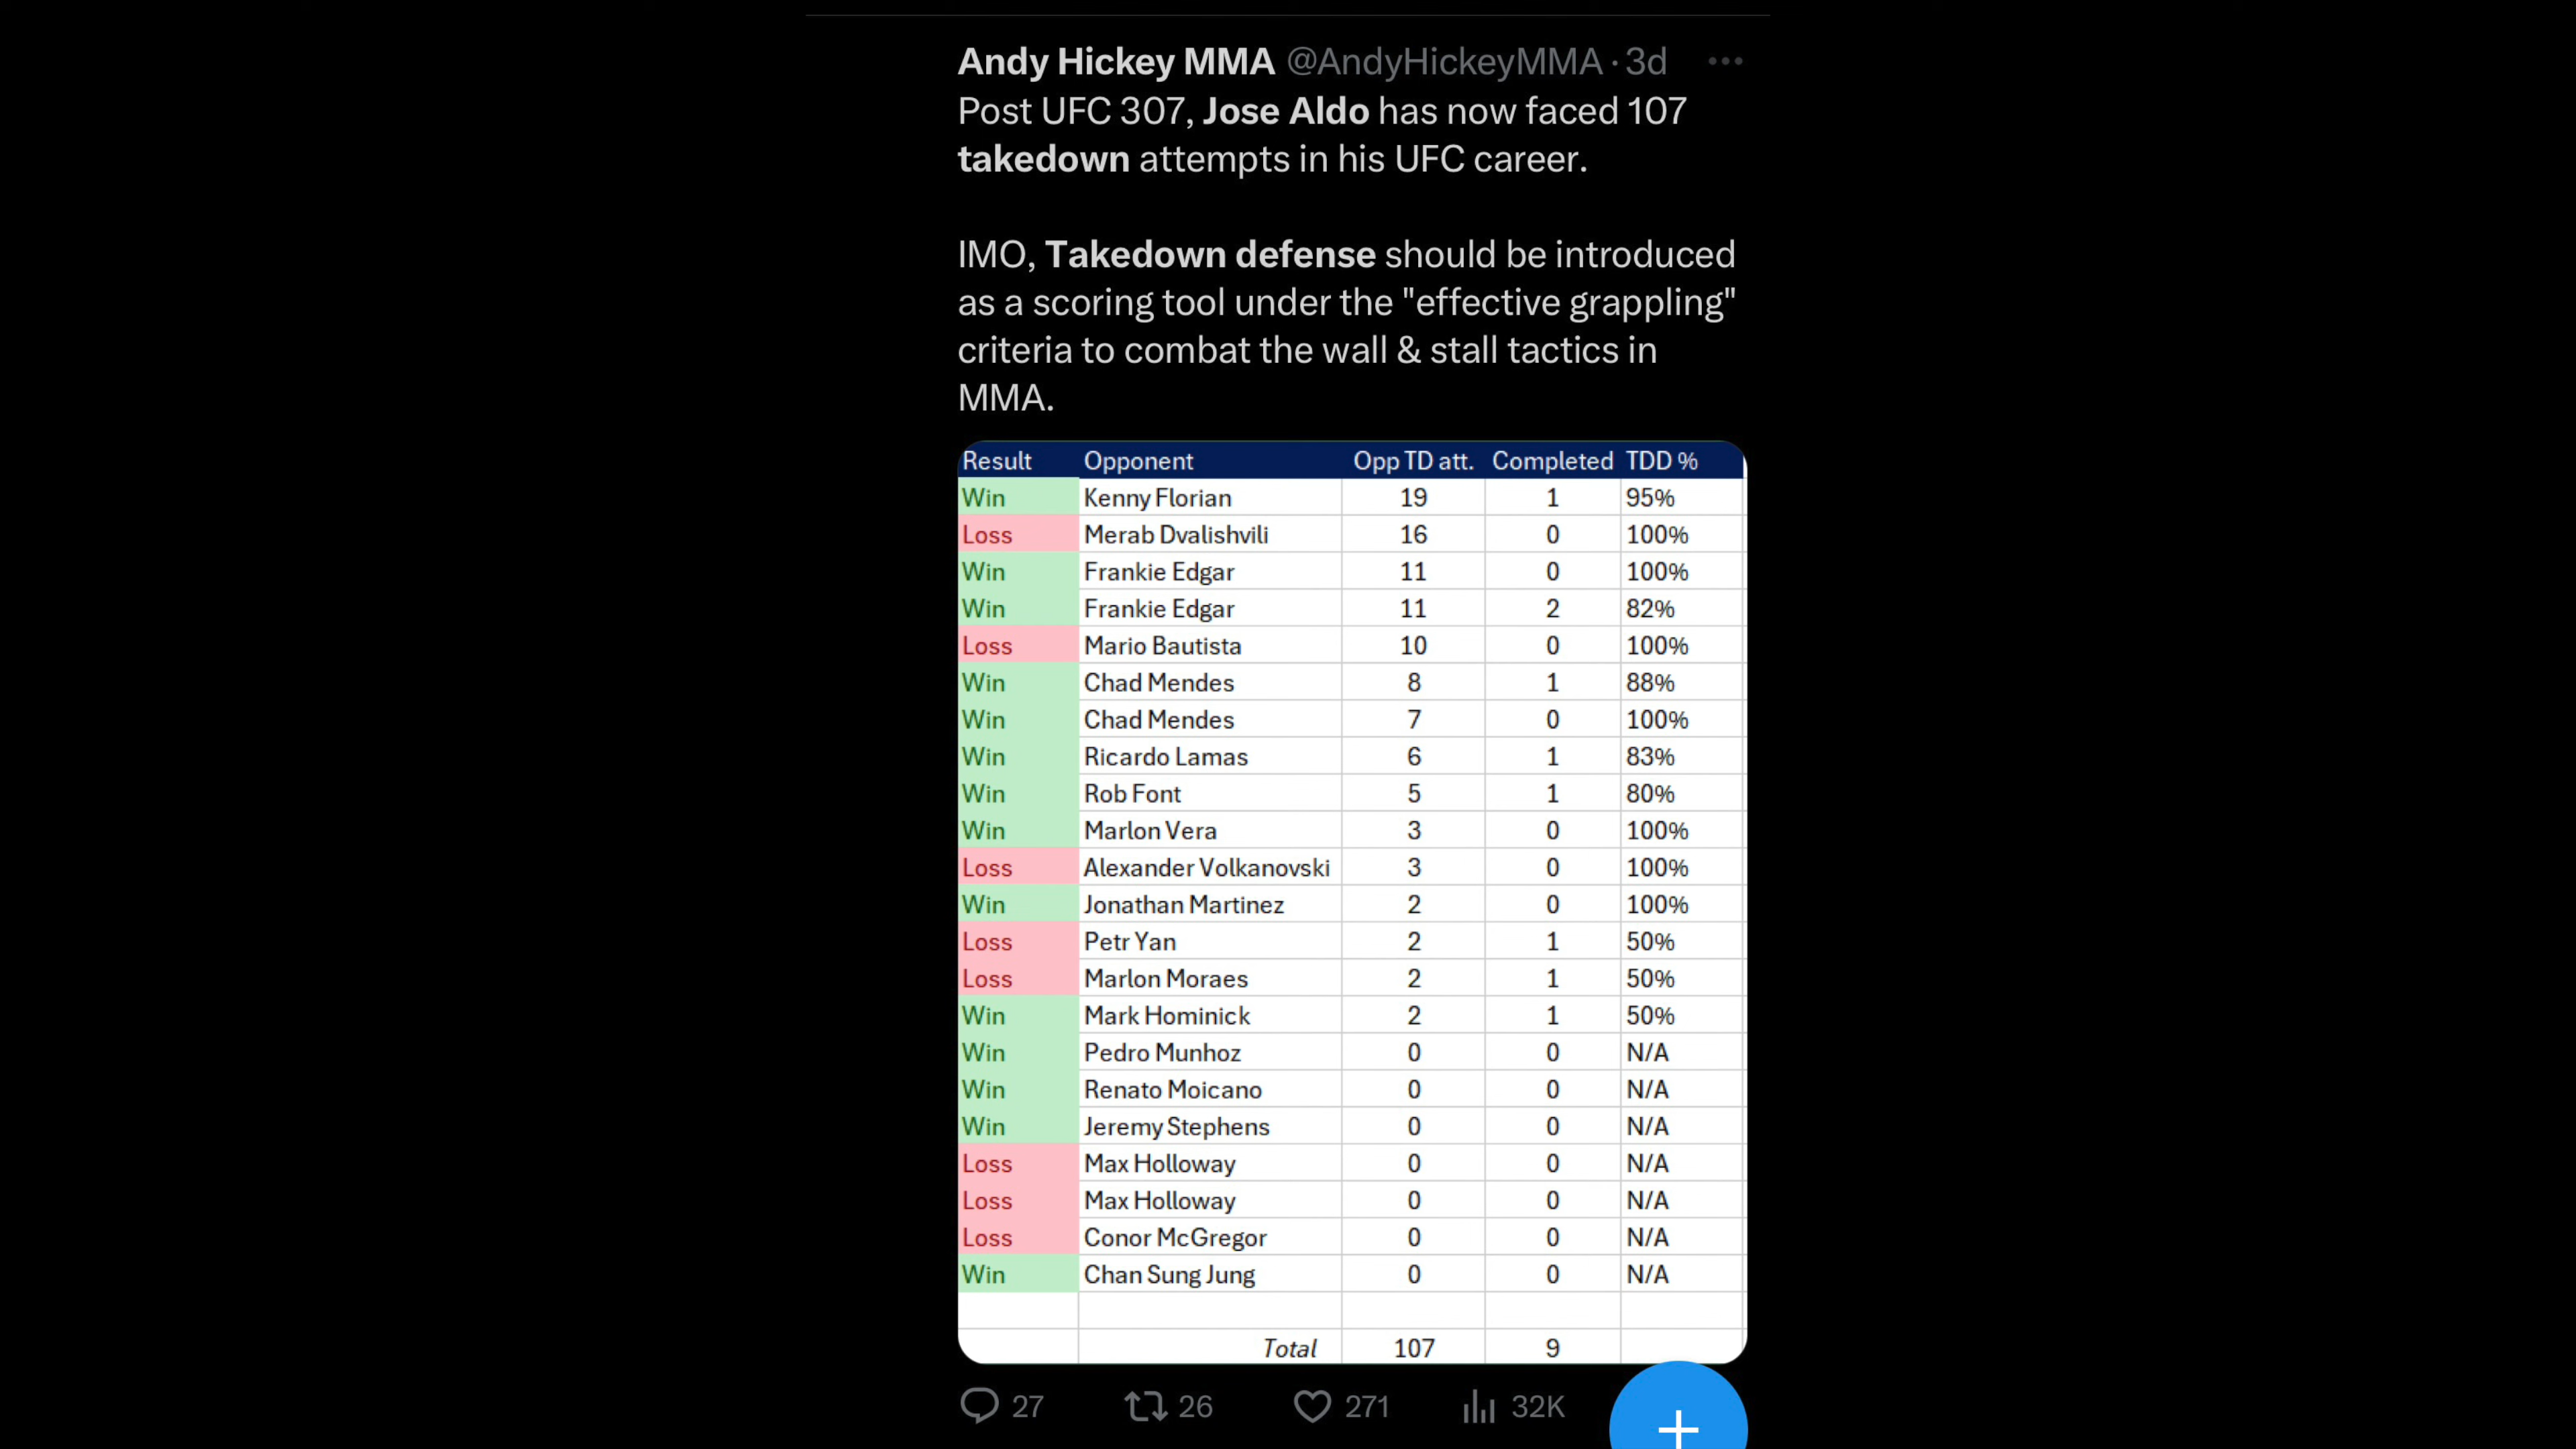 Andy Hickey MMA @AndyHickeyMMA · 3d
Post UFC 307, Jose Aldo has now faced 107
takedown attempts in his UFC career.
IMO, Takedown defense should be introduced
as a scoring tool under the "effective grappling"
criteria to combat the wall & stall tactics in
MMA.
Result Opponent Opp TD att. Completed TDD %
Win Kenny Florian 19 1 95%
Loss Merab Dvalishvili 16 0 100%
Win Frankie Edgar 11 0 100%
Win Frankie Edgar 11 2 82%
Loss Mario Bautista 10 0 100%
Win Chad Mendes 8 1 88%
Win Chad Mendes 7 0 100%
Win Ricardo Lamas 6 1 83%
Win Rob Font 5 1 80%
Win Marlon Vera 3 0 100%
Loss Alexander Volkanovski 3 0 100%
Win Jonathan Martinez 2 0 100%
Loss Petr Yan 2 1 50%
Loss Marlon Moraes 2 1 50%
Win Mark Hominick 2 1 50%
Win Pedro Munhoz 0 0 N/A
Win Renato Moicano 0 0 N/A
Win Jeremy Stephens 0 0 N/A
Loss Max Holloway 0 0 N/A
Loss Max Holloway 0 0 N/A
Loss Conor McGregor 0 0 N/A
Win Chan Sung Jung 0 0 N/A
Total 107 9
27 26 271 32K